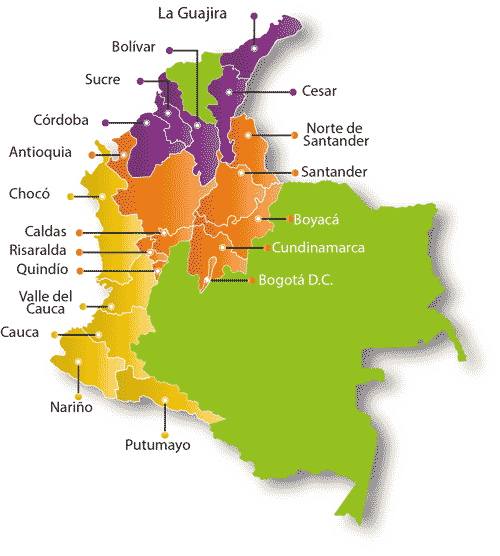 La Guajira
Bolívar
Sucre
Cesar
Córdoba
Norte de
Santander
Antioquia
Santander
Chocó
Boyacá
Caldas
Cundinamarca
Risaralda
Quindío
Bogotá D.C.
Valle del
Cauca
Cauca
Nariño
Putumayo